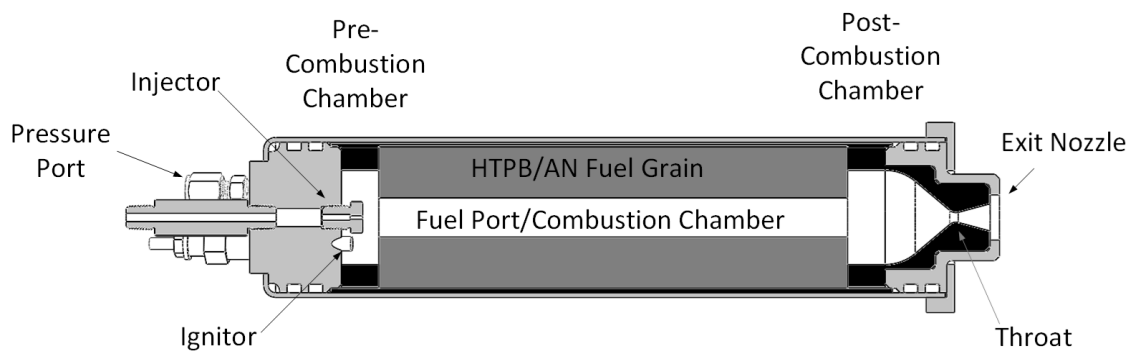 Pre-
Combustion
Chamber
Post-
Combustion
Chamber
Injector
Pressure
Port
Exit Nozzle
HTPB/AN Fuel Grain
Fuel Port/Combustion Chamber
Ignitor
Throat